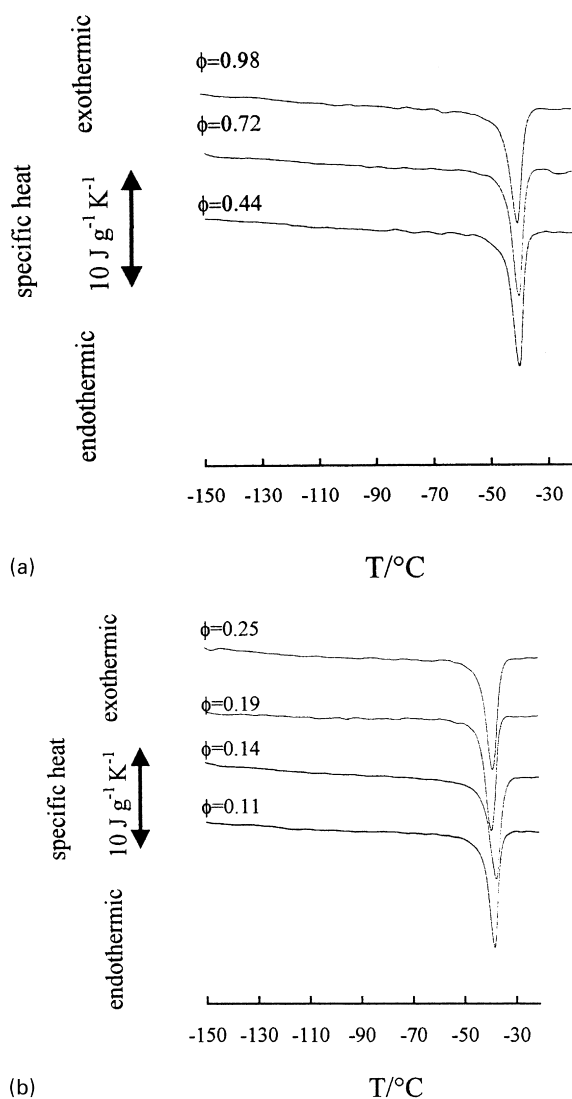 exothermic
specific heat
10 J g⁻¹ K⁻¹
endothermic
ϕ=0.98
ϕ=0.72
ϕ=0.44
-150 -130 -110 -90 -70 -50 -30
(a)
T/°C
exothermic
specific heat
10 J g⁻¹ K⁻¹
endothermic
ϕ=0.25
ϕ=0.19
ϕ=0.14
ϕ=0.11
-150 -130 -110 -90 -70 -50 -30
(b)
T/°C